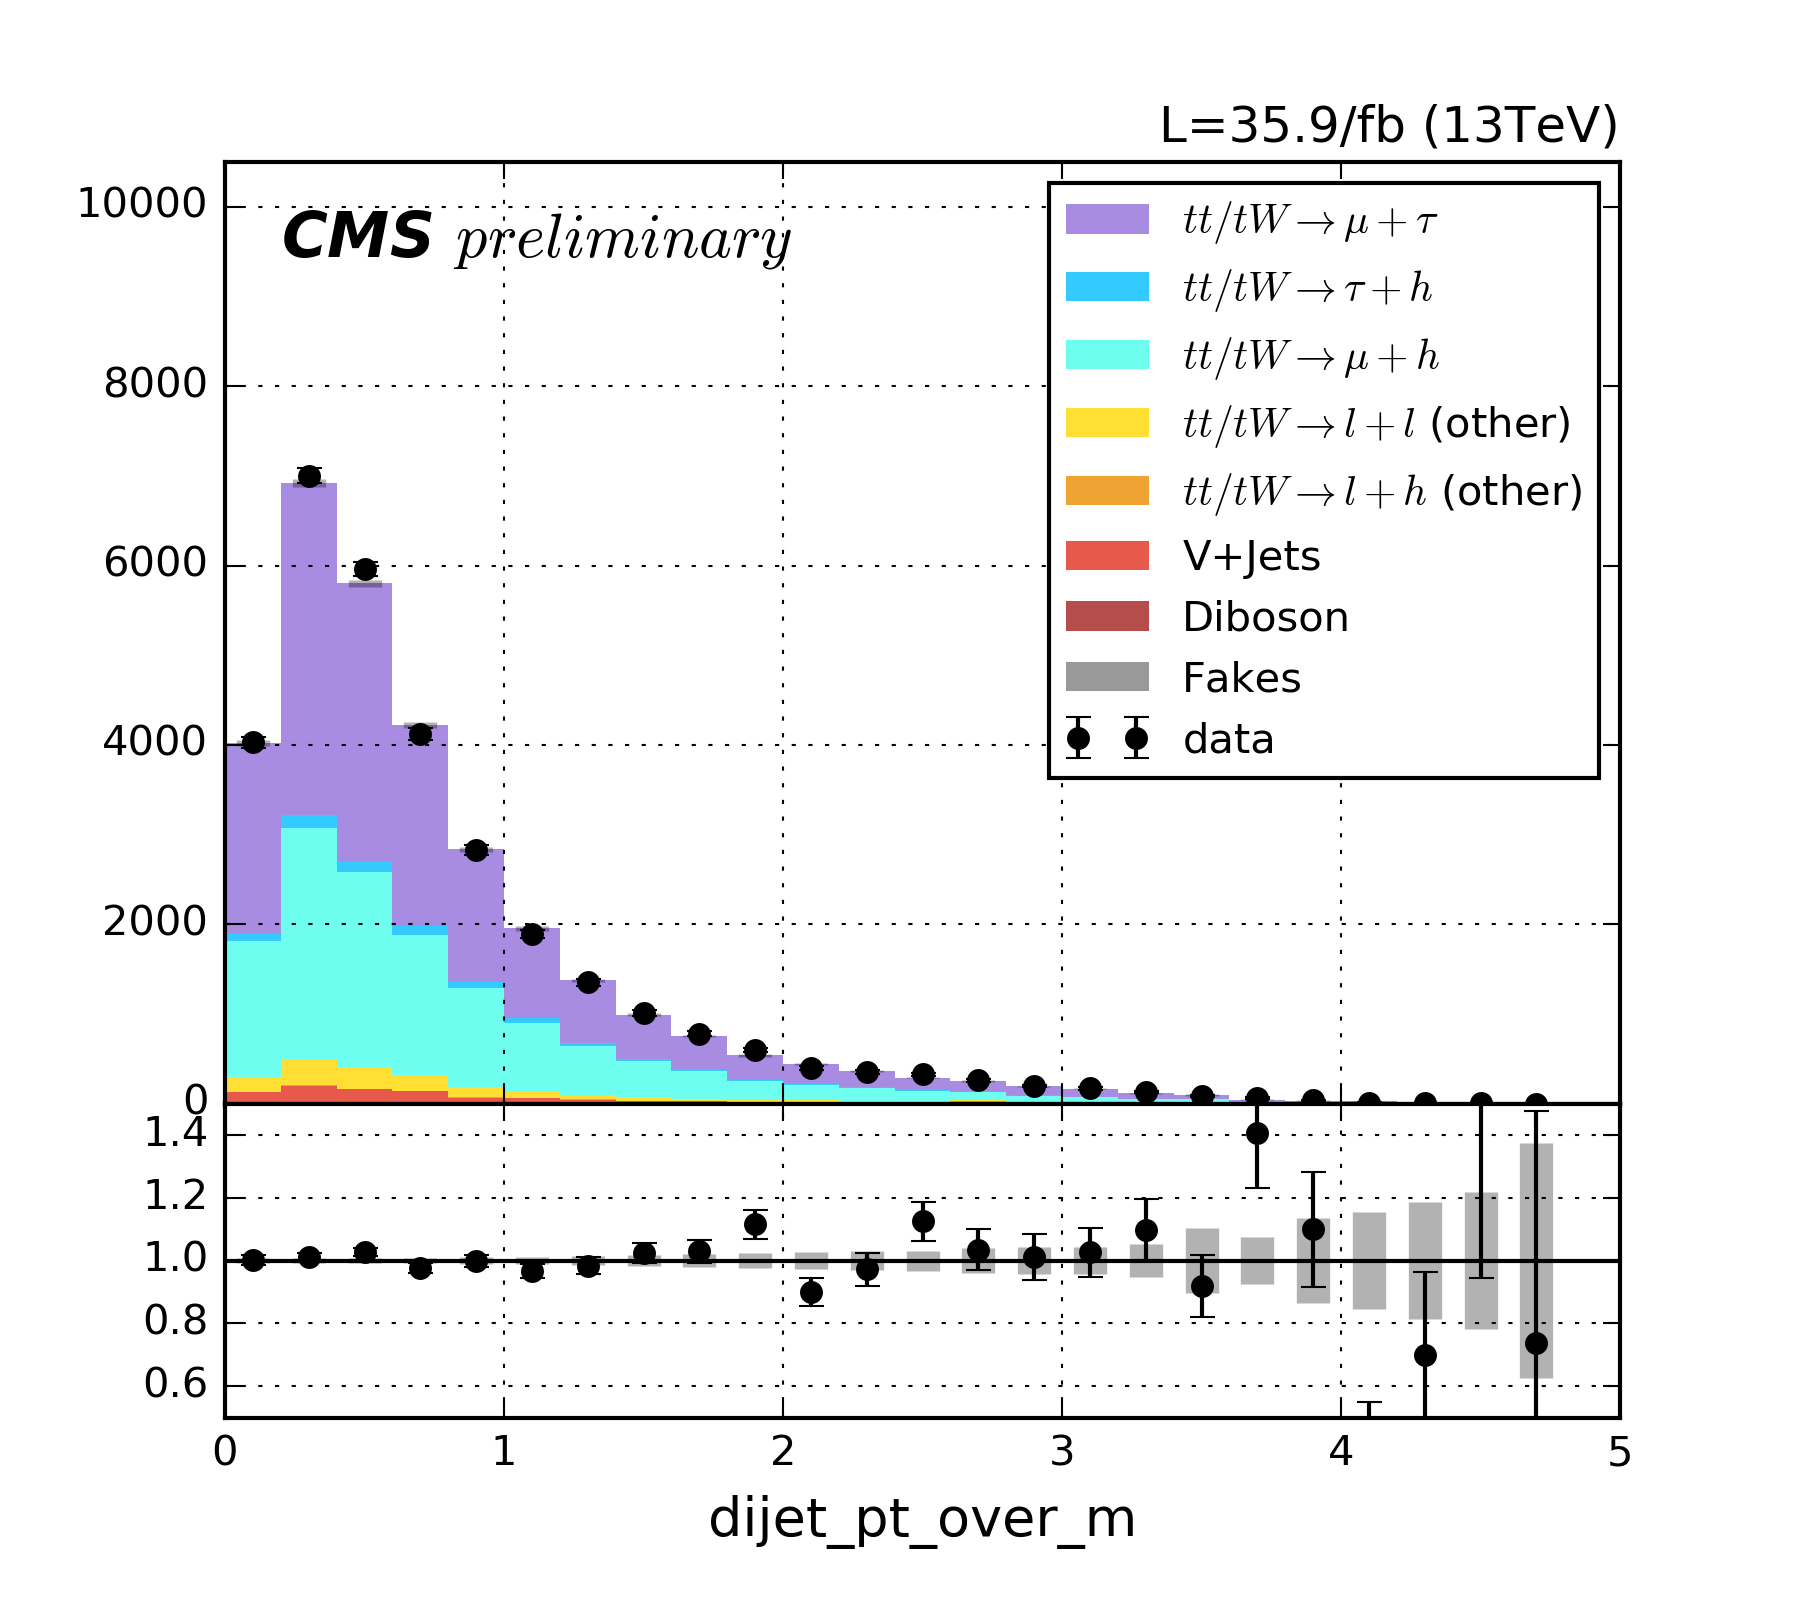 L=35.9/fb (13TeV)
CMS preliminary
10000
8000
6000
4000
2000
0
tt/tW→μ+τ
tt/tW→τ+h
tt/tW→μ+h
tt/tW→l+l (other)
tt/tW→l+h (other)
V+Jets
Diboson
Fakes
data
1.4
1.2
1.0
0.8
0.6
0 1 2 3 4 5
dijet_pt_over_m